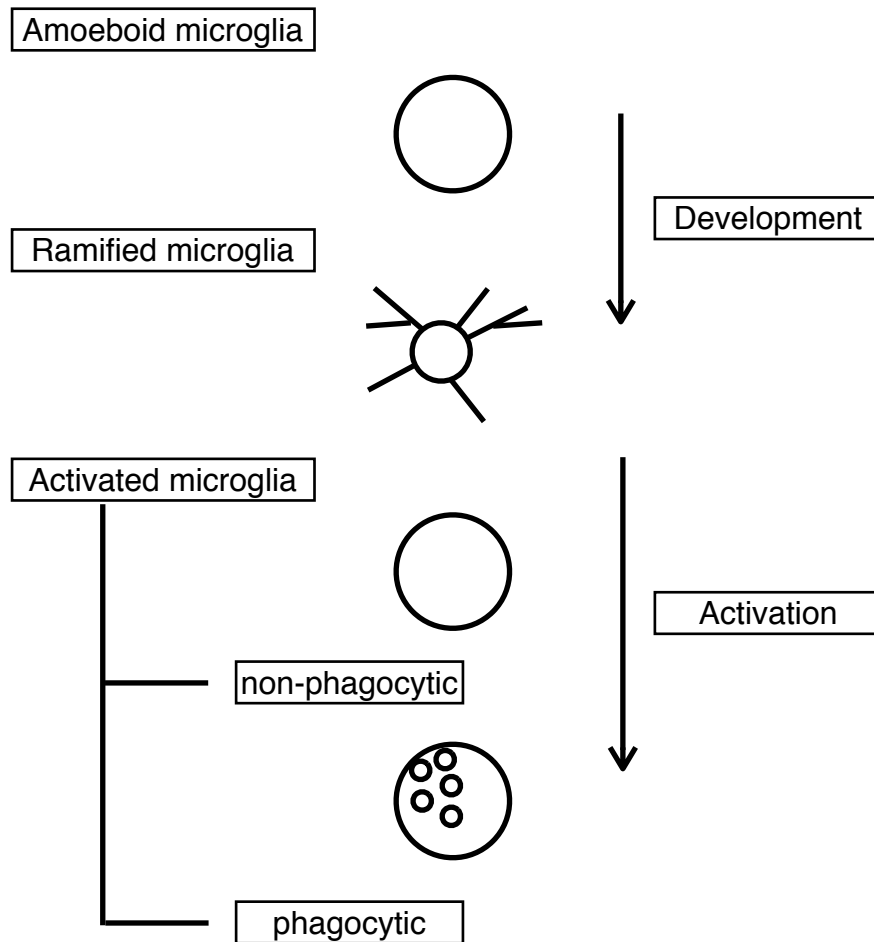 Amoeboid microglia
Development
Ramified microglia
Activated microglia
Activation
non-phagocytic
phagocytic